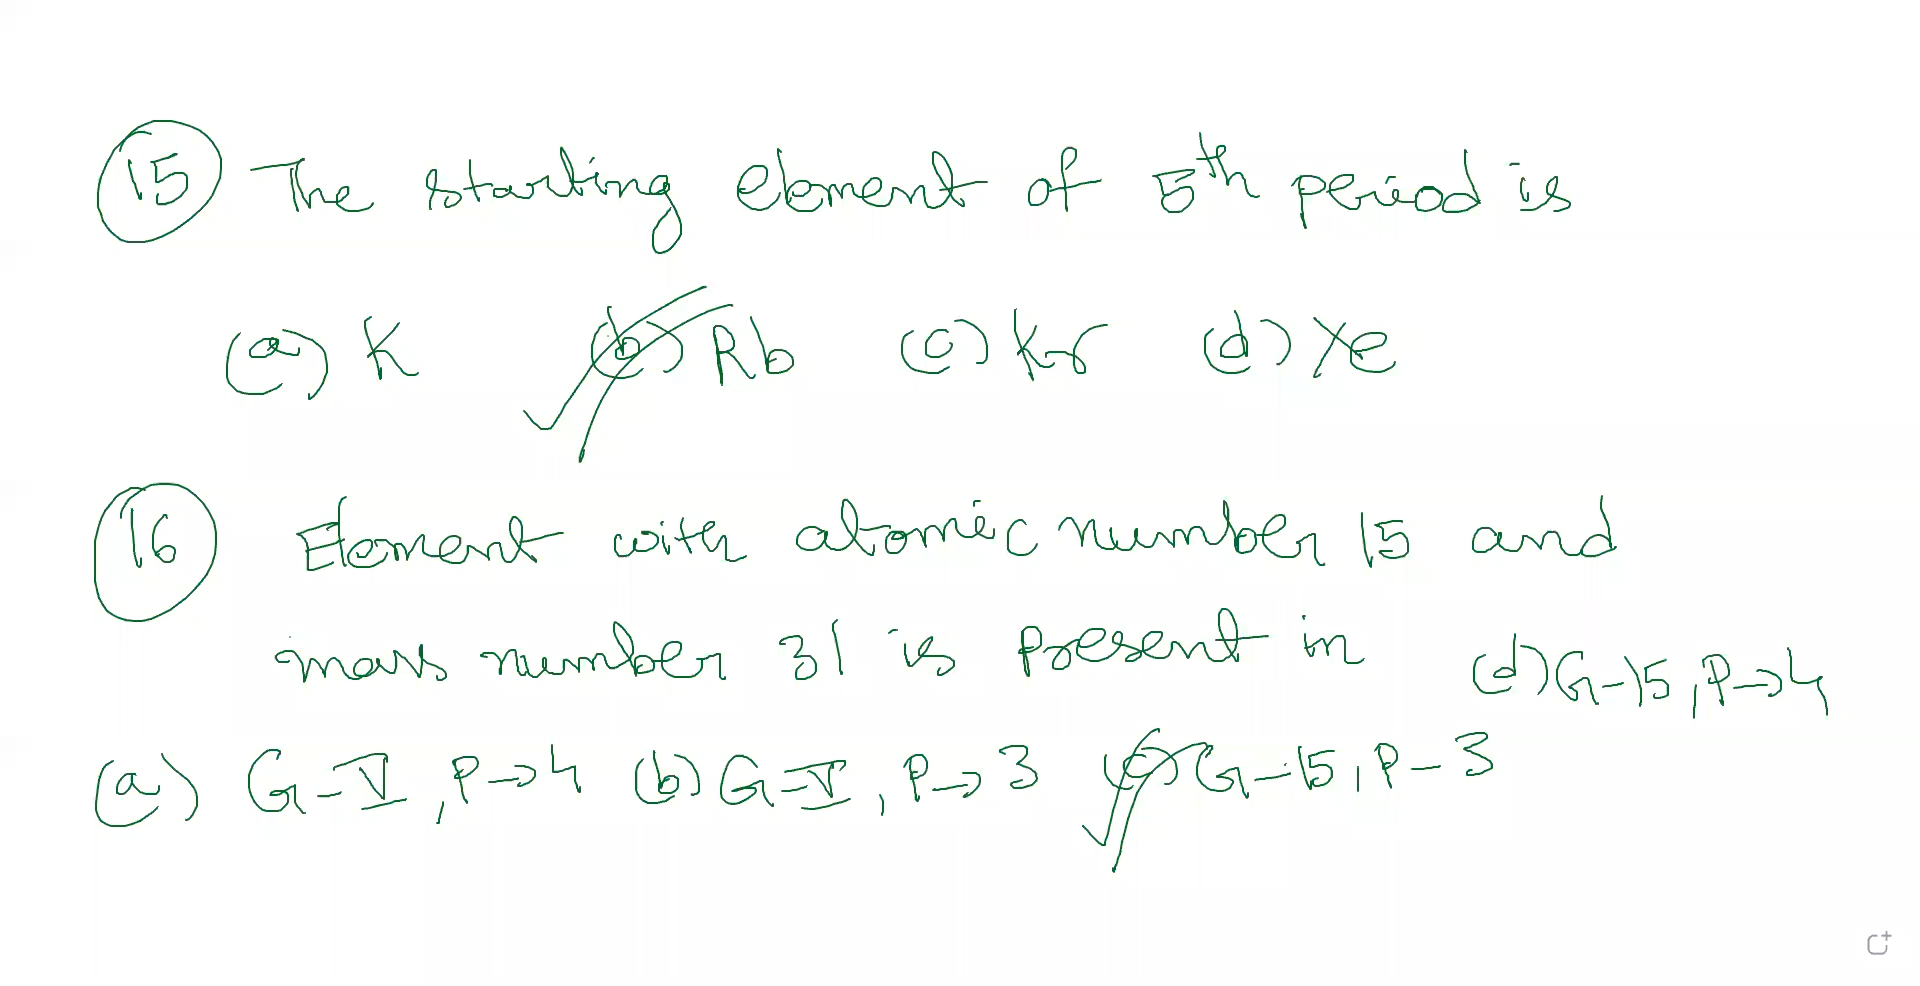 15 The starting element of 5th period is
(a) K (b) Rb (c) Kr (d) Xe
16 Element with atomic number 15 and
mass number 31 is present in
(d) G-15, P→4
(a) G-V, P→4 (b) G-V, P→3 (c) G-15, P-3